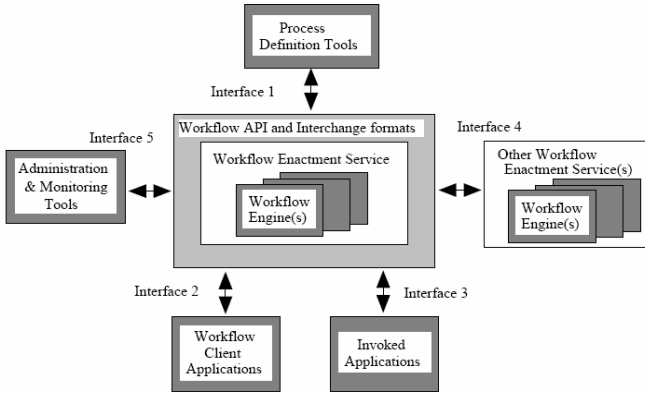 Process
Definition Tools
Interface 1
Workflow API and Interchange formats
Interface 5
Interface 4
Administration
& Monitoring
Tools
Workflow Enactment Service
Workflow
Engine(s)
Other Workflow
Enactment Service(s)
Workflow
Engine(s)
Interface 2
Interface 3
Workflow
Client
Applications
Invoked
Applications